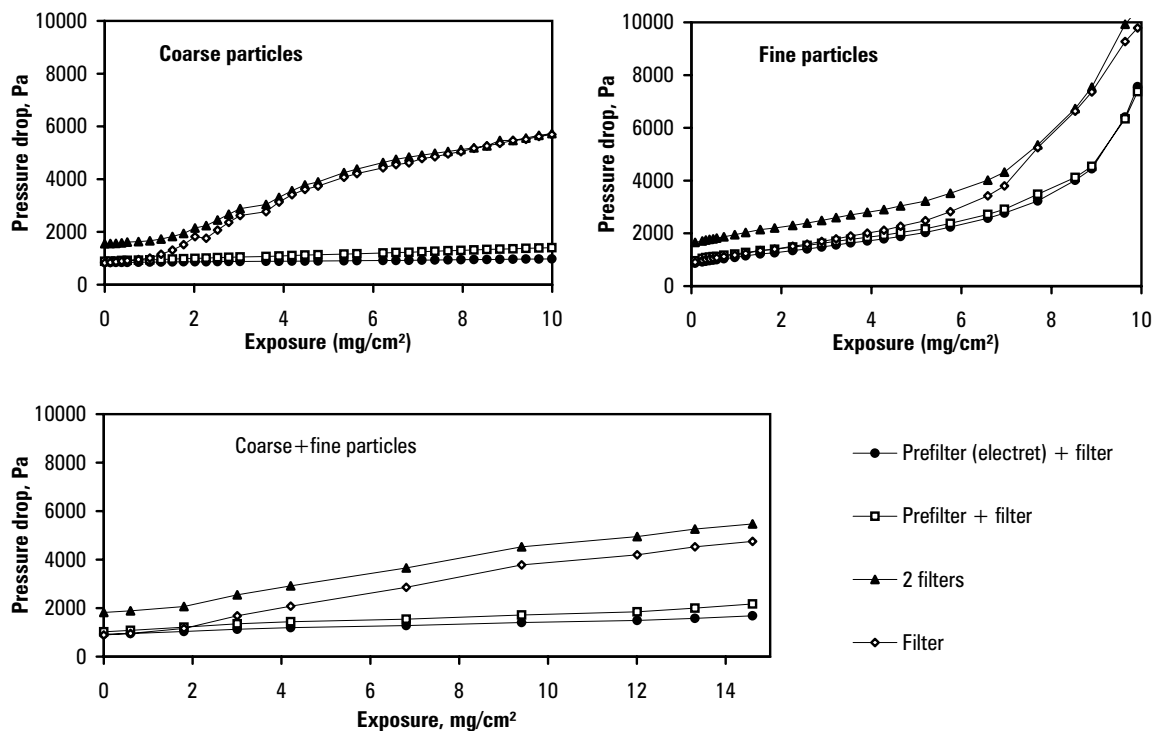 Coarse particles
Pressure drop, Pa
10000
8000
6000
4000
2000
0
0 2 4 6 8 10
Exposure (mg/cm²)
Fine particles
Pressure drop, Pa
10000
8000
6000
4000
2000
0
0 2 4 6 8 10
Exposure (mg/cm²)
Coarse+fine particles
Pressure drop, Pa
10000
8000
6000
4000
2000
0
0 2 4 6 8 10 12 14
Exposure, mg/cm²
Prefilter (electret) + filter
Prefilter + filter
2 filters
Filter